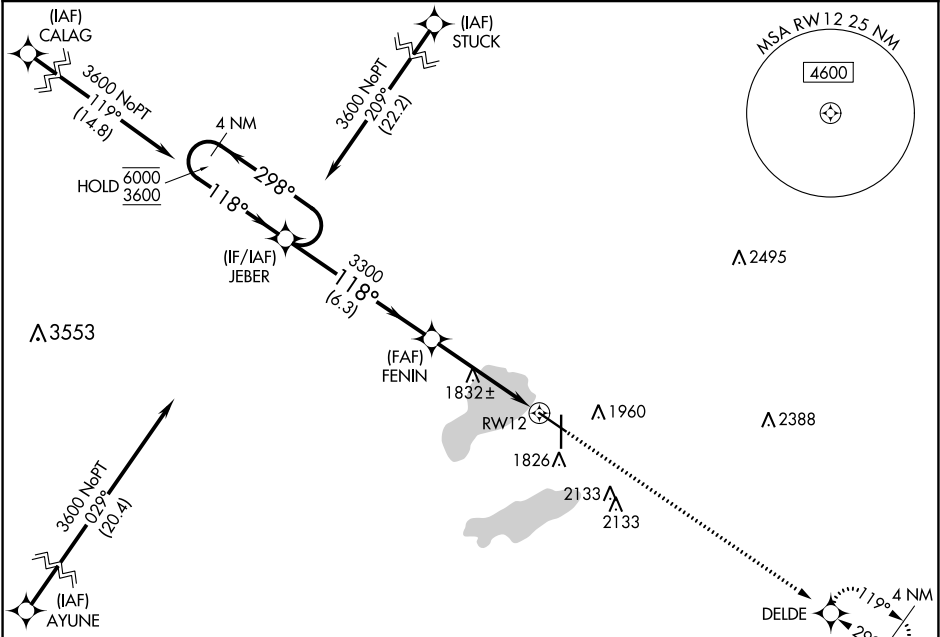 (IAF)
CALAG
3600 NoPT
119°
(14.8)
(IAF)
STUCK
3600 NoPT
209°
(22.2)
MSA RW12 25 NM
4600
4 NM
HOLD 6000
3600
298°
118°
(IF/IAF)
JEBER
3300
118°
(6.3)
2495
3553
(FAF)
FENIN
1832±
RW12
1960
2388
1826
2133
2133
3600 NoPT
029°
(20.4)
(IAF)
AYUNE
DELDE
119°
4 NM